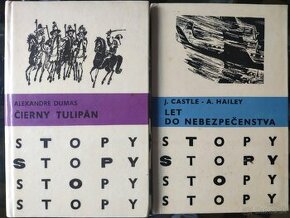 ALEXANDRE DUMAS
ČIERNY TULIPÁN
STOPY
STOPY
STOPY
STOPY
J. CASTLE - A. HAILEY
LET
DO NEBEZPEČENSTVA
STOPY
STOPY
STOPY
STOPY